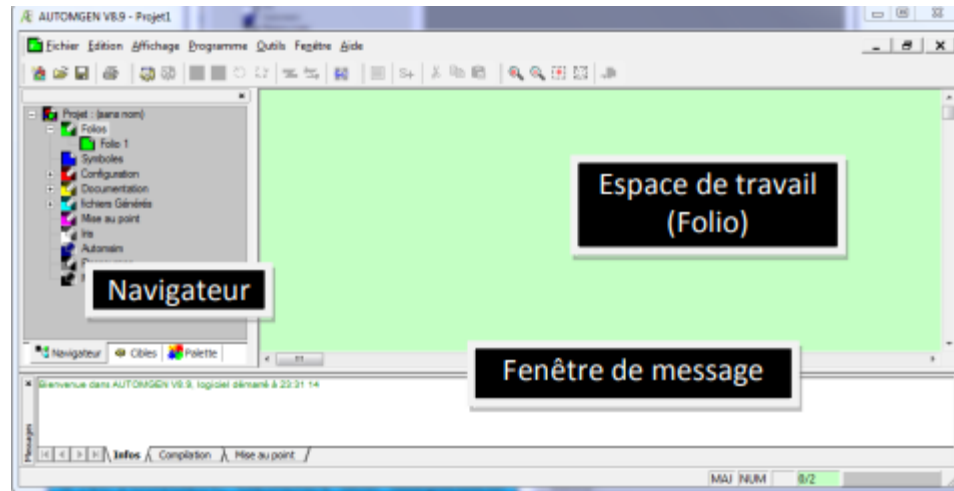 AUTOMGEN V8.9 - Projet1
Fichier Edition Affichage Programme Outils Fenêtre Aide
Projet : (sans nom)
Folios
Folio 1
Symboles
Configuration
Documentation
fichiers Générés
Mise au point
Iris
Automsim
Espace de travail
(Folio)
Navigateur
Navigateur Cibles Palette
Fenêtre de message
Bienvenue dans AUTOMGEN V8.9, logiciel démarré à 23:31 14
Messages
Infos Compilation Mise au point
MAJ NUM 0/2